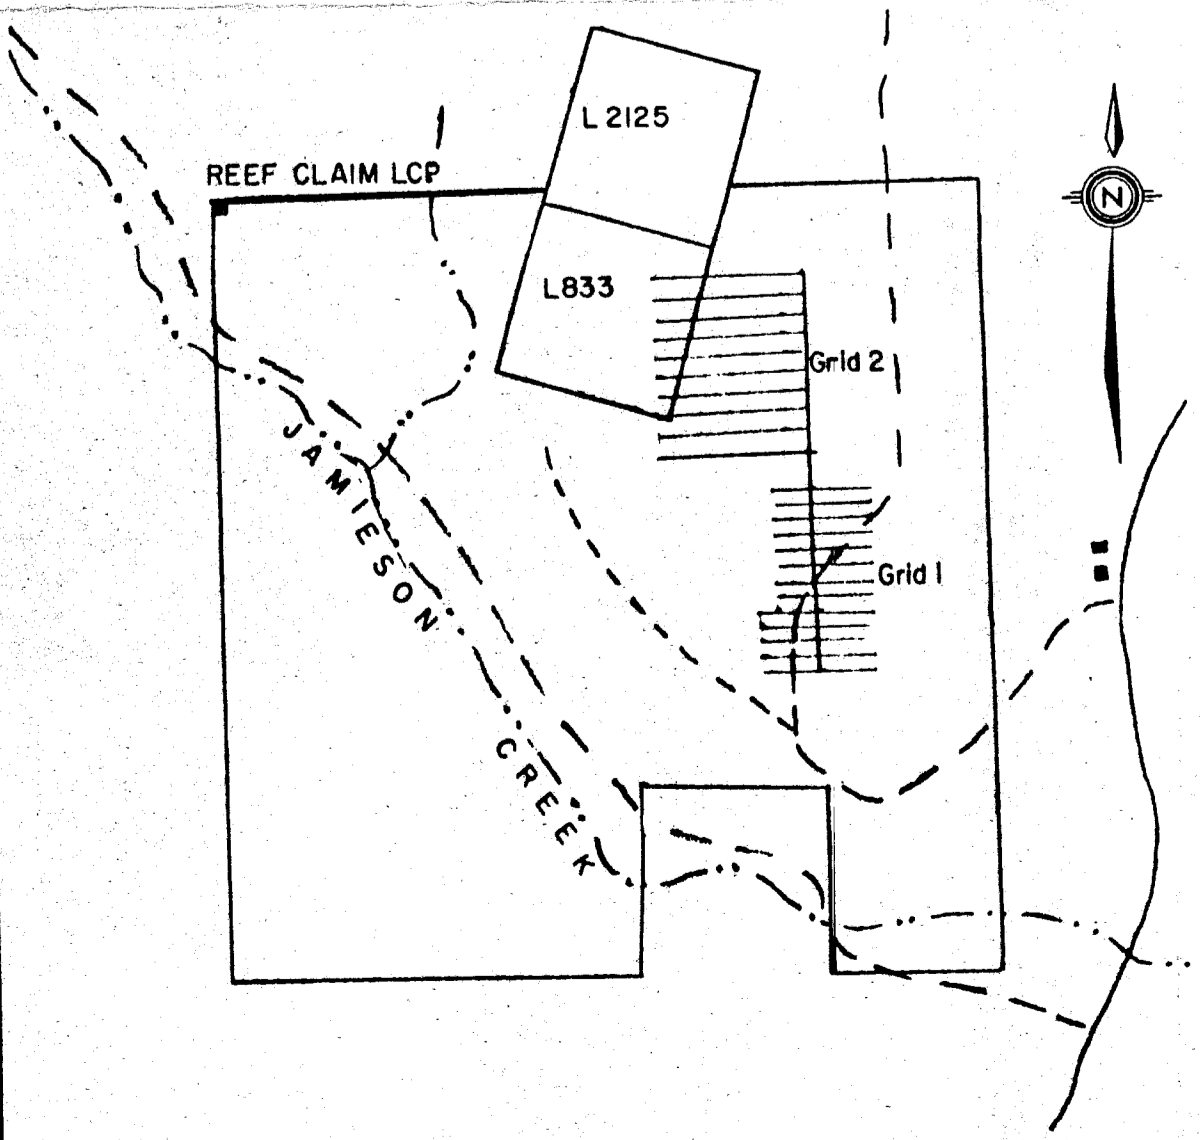 L 2125
REEF CLAIM LCP
N
L833
Grid 2
JAMIESON CREEK
Grid 1